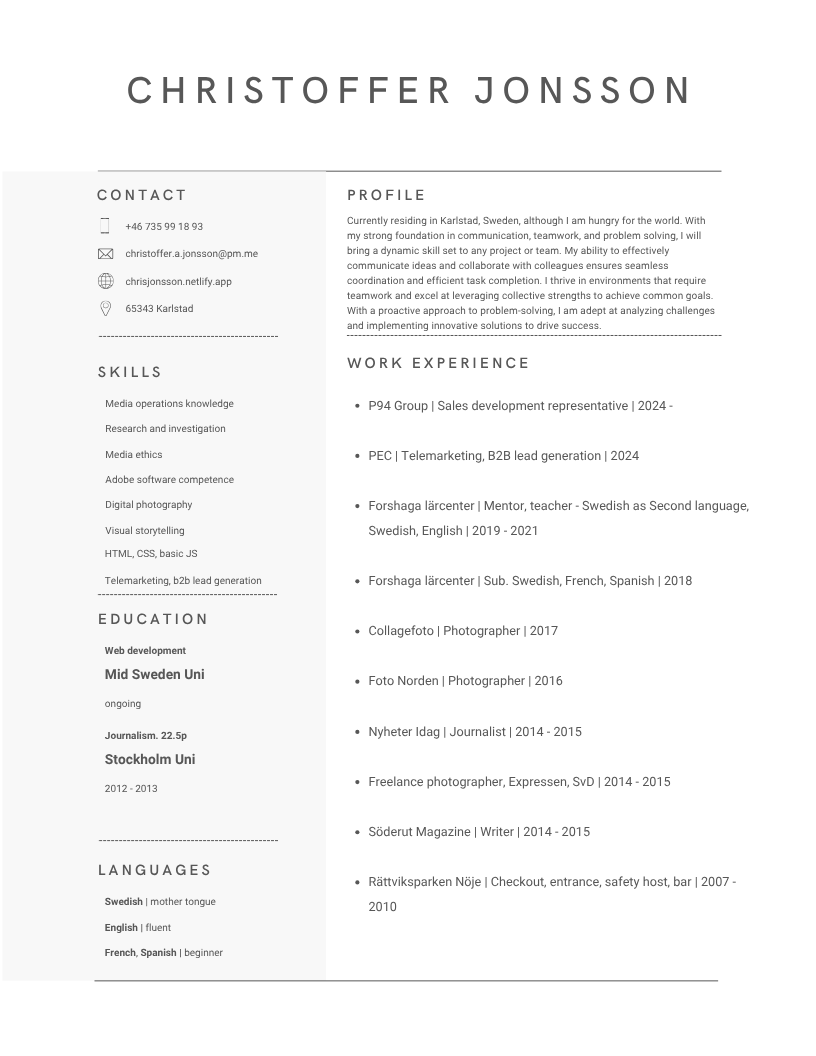 CHRISTOFFER JONSSON
CONTACT
+46 735 99 18 93
christoffer.a.jonsson@pm.me
chrisjonsson.netlify.app
65343 Karlstad
SKILLS
Media operations knowledge
Research and investigation
Media ethics
Adobe software competence
Digital photography
Visual storytelling
HTML, CSS, basic JS
Telemarketing, b2b lead generation
EDUCATION
Web development
Mid Sweden Uni
ongoing
Journalism. 22.5p
Stockholm Uni
2012 - 2013
LANGUAGES
Swedish | mother tongue
English | fluent
French, Spanish | beginner
PROFILE
Currently residing in Karlstad, Sweden, although I am hungry for the world. With
my strong foundation in communication, teamwork, and problem solving, I will
bring a dynamic skill set to any project or team. My ability to effectively
communicate ideas and collaborate with colleagues ensures seamless
coordination and efficient task completion. I thrive in environments that require
teamwork and excel at leveraging collective strengths to achieve common goals.
With a proactive approach to problem-solving, I am adept at analyzing challenges
and implementing innovative solutions to drive success.
WORK EXPERIENCE
• P94 Group | Sales development representative | 2024 -
• PEC | Telemarketing, B2B lead generation | 2024
• Forshaga lärcenter | Mentor, teacher - Swedish as Second language,
Swedish, English | 2019 - 2021
• Forshaga lärcenter | Sub. Swedish, French, Spanish | 2018
• Collagefoto | Photographer | 2017
• Foto Norden | Photographer | 2016
• Nyheter Idag | Journalist | 2014 - 2015
• Freelance photographer, Expressen, SvD | 2014 - 2015
• Söderut Magazine | Writer | 2014 - 2015
• Rättviksparken Nöje | Checkout, entrance, safety host, bar | 2007 -
2010